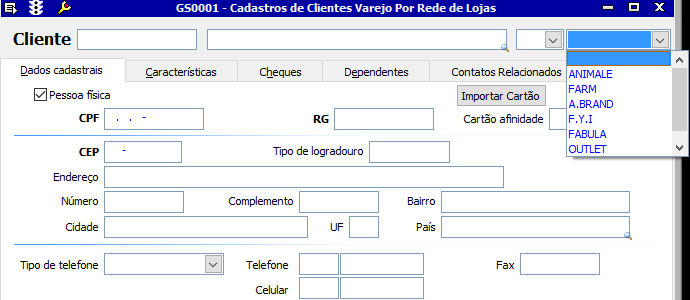 GS0001 - Cadastros de Clientes Varejo Por Rede de Lojas
Cliente
Dados cadastrais Características Cheques Dependentes Contatos Relacionados
ANIMALE
FARM
A.BRAND
F.Y.I
FABULA
OUTLET
Pessoa física Importar Cartão
CPF . . - RG Cartão afinidade
CEP - Tipo de logradouro
Endereço
Número Complemento Bairro
Cidade UF País
Tipo de telefone Telefone Fax
Celular